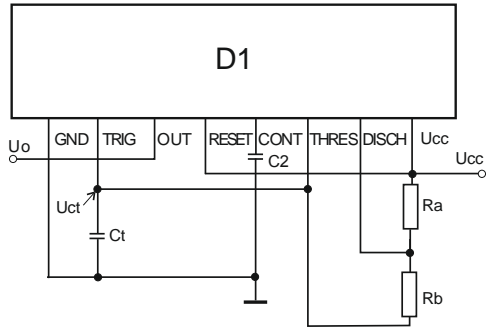 D1
GND TRIG OUT RESET CONT THRES DISCH Ucc
Uo
C2
Ucc
Uct
Ct
Ra
Rb